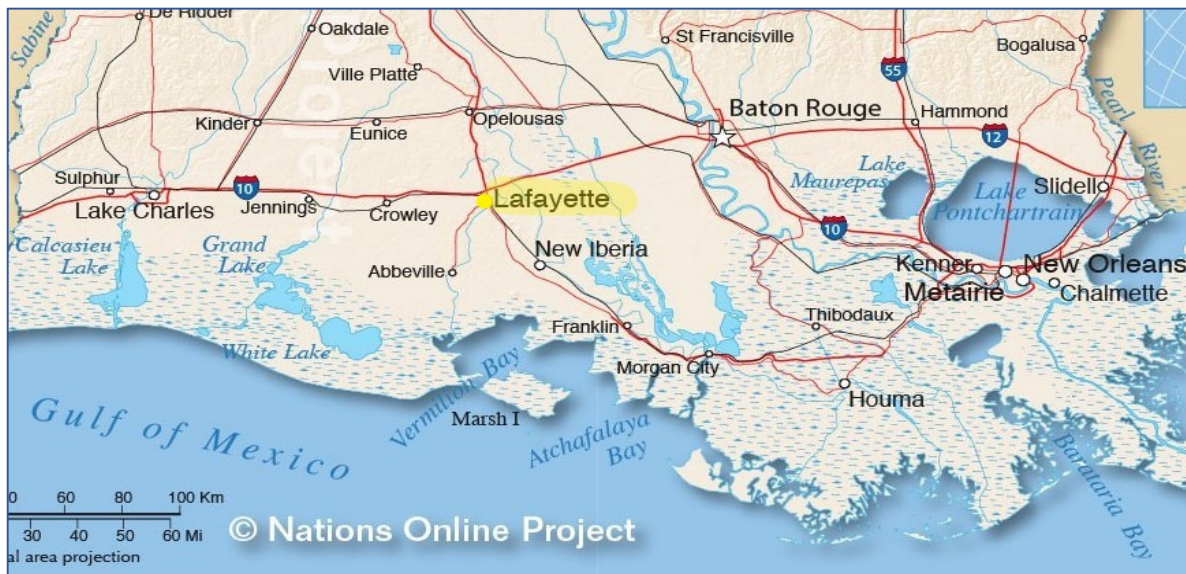 De Ridder
Oakdale
St Francisville
Bogalusa
Sabine
Ville Platte
55
Pearl
River
Baton Rouge
Hammond
Kinder
Eunice
Opelousas
12
Sulphur
10
Lake Charles
Jennings
Crowley
Lafayette
Lake
Maurepas
Lake
Pontchartrain
Slidell
10
Calcasieu
Lake
Grand
Lake
Abbeville
New Iberia
Kenner
New Orleans
Metairie
Chalmette
White Lake
Franklin
Thibodaux
Morgan City
Houma
Gulf of Mexico
Vermilion Bay
Marsh I
Atchafalaya
Bay
Barataria Bay
0 60 80 100 Km
30 40 50 60 Mi
al area projection
© Nations Online Project